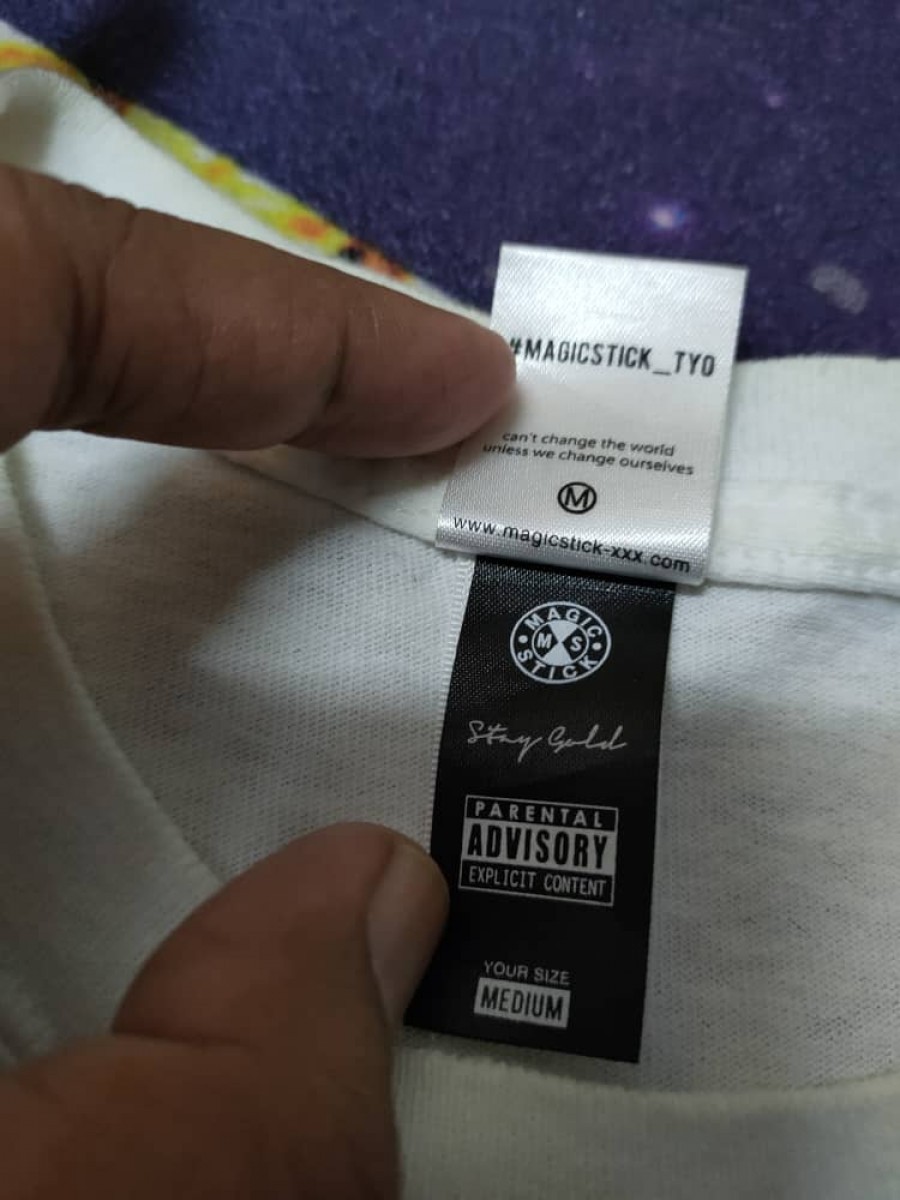 #MAGICSTICK_TYO
can't change the world
unless we change ourselves
M
www.magicstick-xxx.com
MAGIC
M S
STICK
Stay Gold
PARENTAL
ADVISORY
EXPLICIT CONTENT
YOUR SIZE
MEDIUM